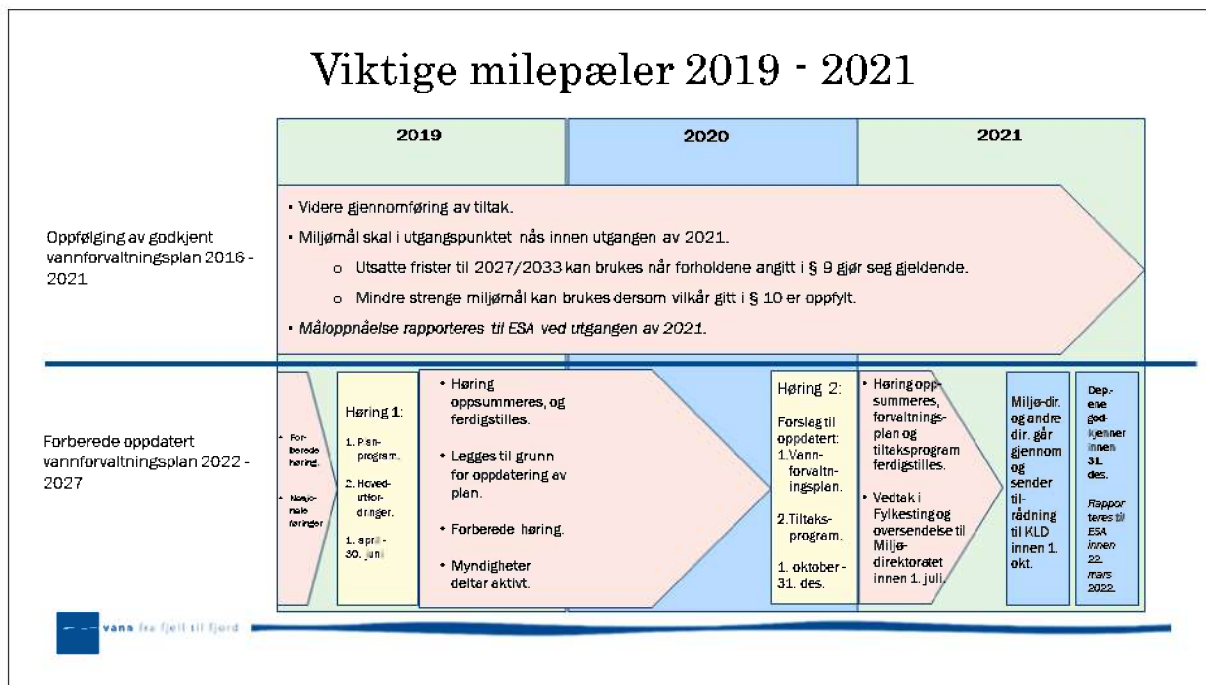 Viktige milepæler 2019 - 2021
2019
2020
2021
Oppfølging av godkjent
vannforvaltningsplan 2016 -
2021
• Videre gjennomføring av tiltak.
• Miljømål skal i utgangspunktet nås innen utgangen av 2021.
o Utsatte frister til 2027/2033 kan brukes når forholdene angitt i § 9 gjør seg gjeldende.
o Mindre strenge miljømål kan brukes dersom vilkår gitt i § 10 er oppfylt.
• Måloppnåelse rapporteres til ESA ved utgangen av 2021.
Forberede oppdatert
vannforvaltningsplan 2022 -
2027
• For-
berede
høring.
• Nasjo-
nale
føringer
Høring 1:
1. Plan-
program.
2. Hoved-
utfor-
dringer.
1. april -
30. juni
• Høring
oppsummeres, og
ferdigstilles.
• Legges til grunn
for oppdatering av
plan.
• Forberede høring.
• Myndigheter
deltar aktivt.
Høring 2:
Forslag til
oppdatert:
1.Vann-
forvaltn-
ingsplan.
2.Tiltaks-
program.
1. oktober -
31. des.
• Høring opp-
summeres,
forvaltnings-
plan og
tiltaksprogram
ferdigstilles.
• Vedtak i
Fylkesting og
oversendelse til
Miljø-
direktoratet
innen 1. juli.
Miljø-dir.
og andre
dir. går
gjennom
og
sender
til-
rådning
til KLD
innen 1.
okt.
Dep.-
ene
god-
kjenner
innen
31.
des.
Rappor
teres til
ESA
innen
22.
mars
2022.
vann fra fjell til fjord